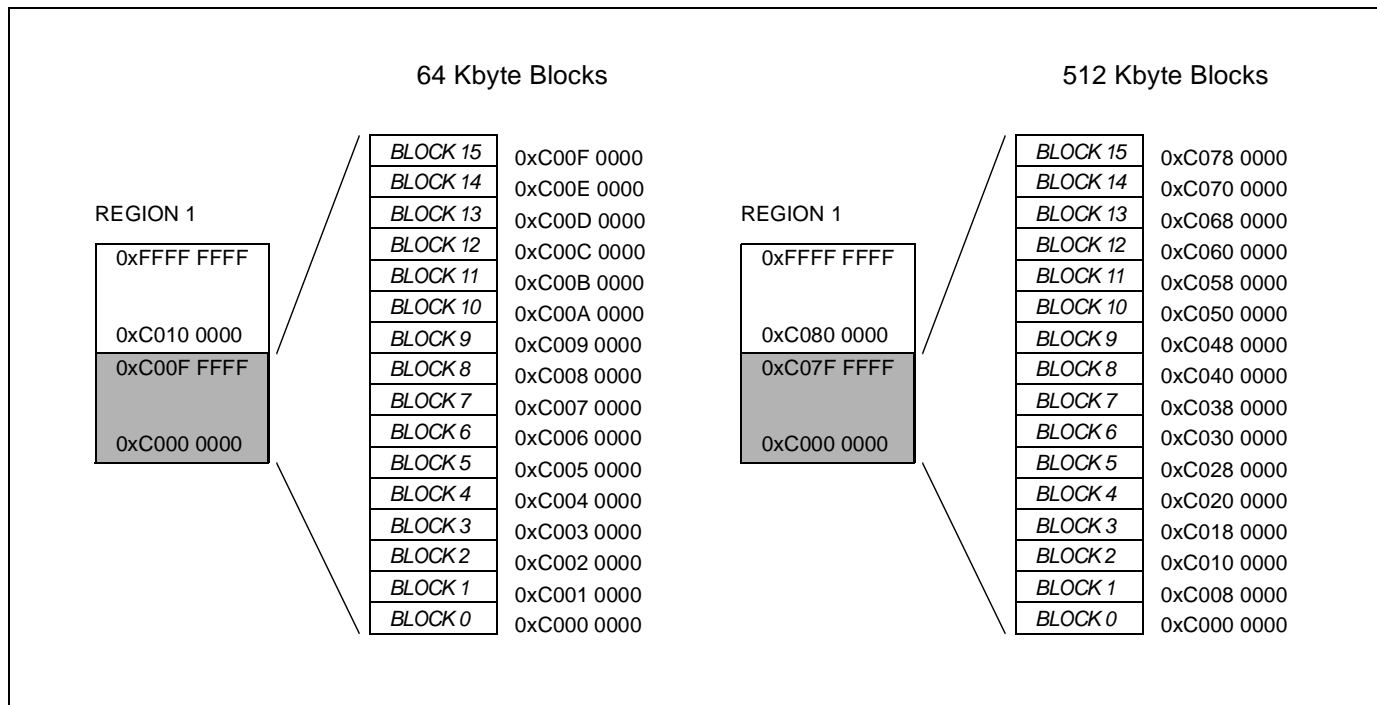 64 Kbyte Blocks
REGION 1
0xFFFF FFFF
0xC010 0000
0xC00F FFFF
0xC000 0000
BLOCK 15 0xC00F 0000
BLOCK 14 0xC00E 0000
BLOCK 13 0xC00D 0000
BLOCK 12 0xC00C 0000
BLOCK 11 0xC00B 0000
BLOCK 10 0xC00A 0000
BLOCK 9 0xC009 0000
BLOCK 8 0xC008 0000
BLOCK 7 0xC007 0000
BLOCK 6 0xC006 0000
BLOCK 5 0xC005 0000
BLOCK 4 0xC004 0000
BLOCK 3 0xC003 0000
BLOCK 2 0xC002 0000
BLOCK 1 0xC001 0000
BLOCK 0 0xC000 0000
512 Kbyte Blocks
REGION 1
0xFFFF FFFF
0xC080 0000
0xC07F FFFF
0xC000 0000
BLOCK 15 0xC078 0000
BLOCK 14 0xC070 0000
BLOCK 13 0xC068 0000
BLOCK 12 0xC060 0000
BLOCK 11 0xC058 0000
BLOCK 10 0xC050 0000
BLOCK 9 0xC048 0000
BLOCK 8 0xC040 0000
BLOCK 7 0xC038 0000
BLOCK 6 0xC030 0000
BLOCK 5 0xC028 0000
BLOCK 4 0xC020 0000
BLOCK 3 0xC018 0000
BLOCK 2 0xC010 0000
BLOCK 1 0xC008 0000
BLOCK 0 0xC000 0000